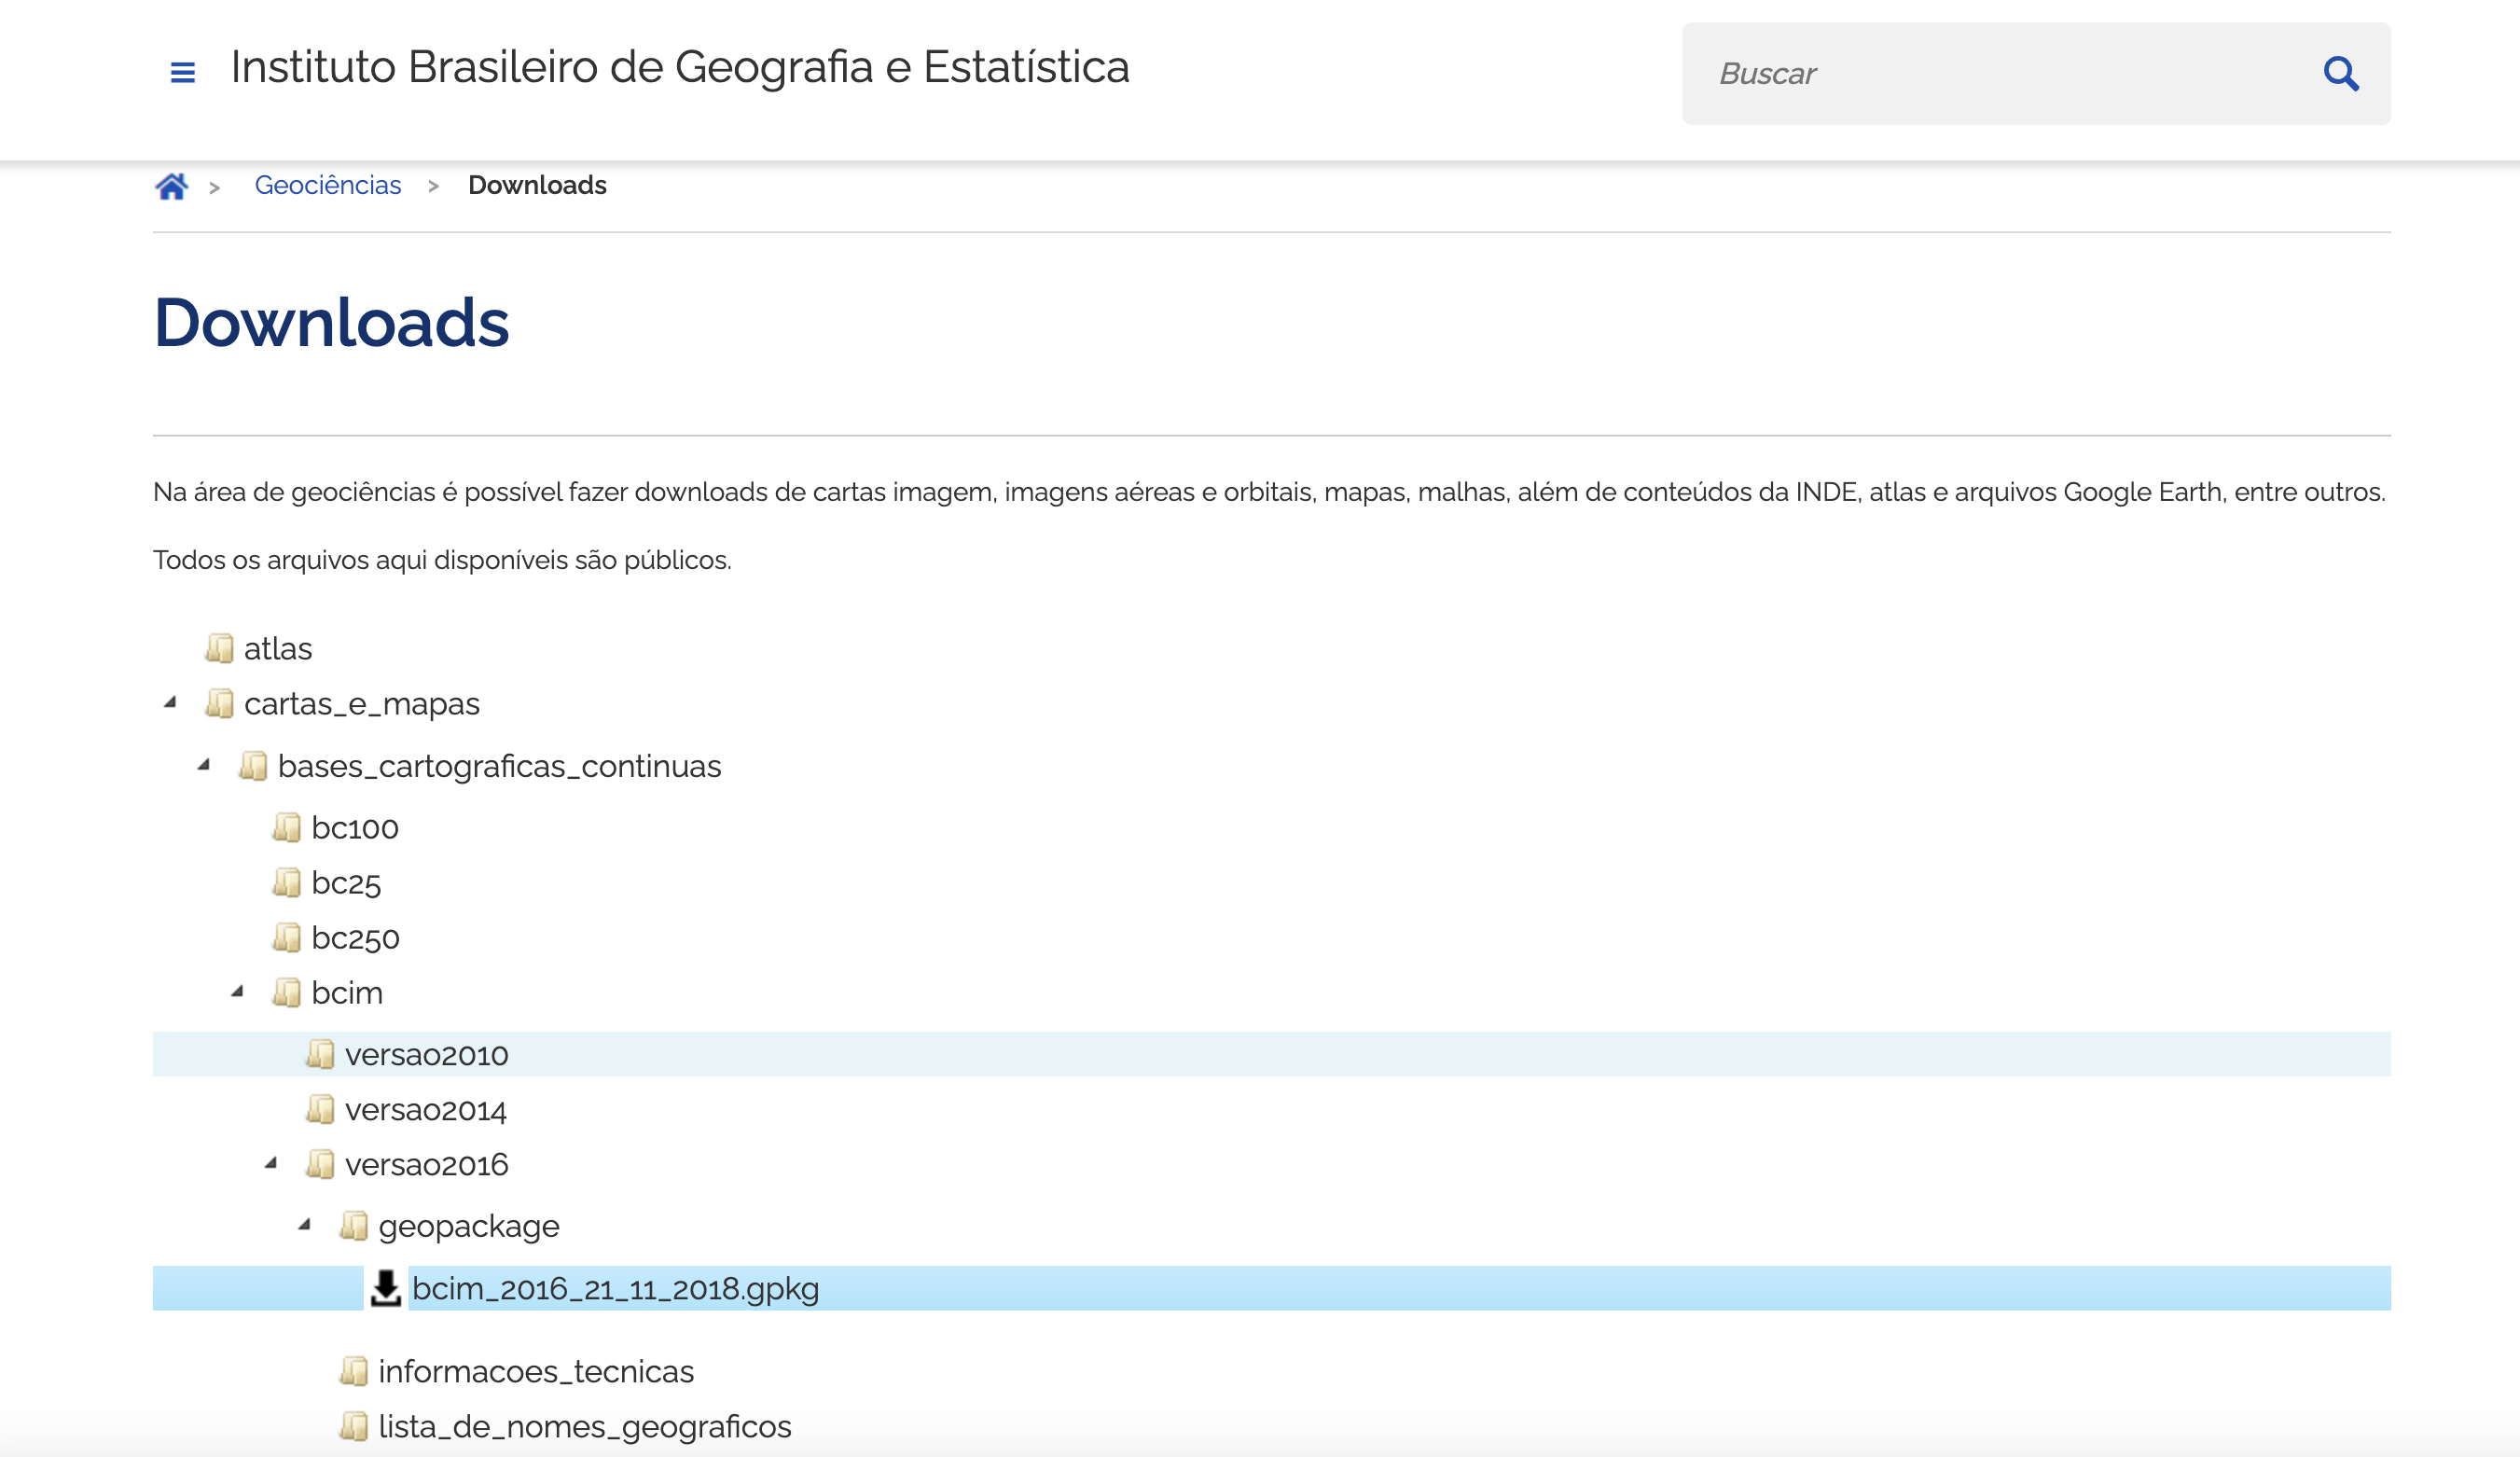 Instituto Brasileiro de Geografia e Estatística
Buscar
> Geociências > Downloads
Downloads
Na área de geociências é possível fazer downloads de cartas imagem, imagens aéreas e orbitais, mapas, malhas, além de conteúdos da INDE, atlas e arquivos Google Earth, entre outros.
Todos os arquivos aqui disponíveis são públicos.
atlas
cartas_e_mapas
bases_cartograficas_continuas
bc100
bc25
bc250
bcim
versao2010
versao2014
versao2016
geopackage
bcim_2016_21_11_2018.gpkg
informacoes_tecnicas
lista_de_nomes_geograficos